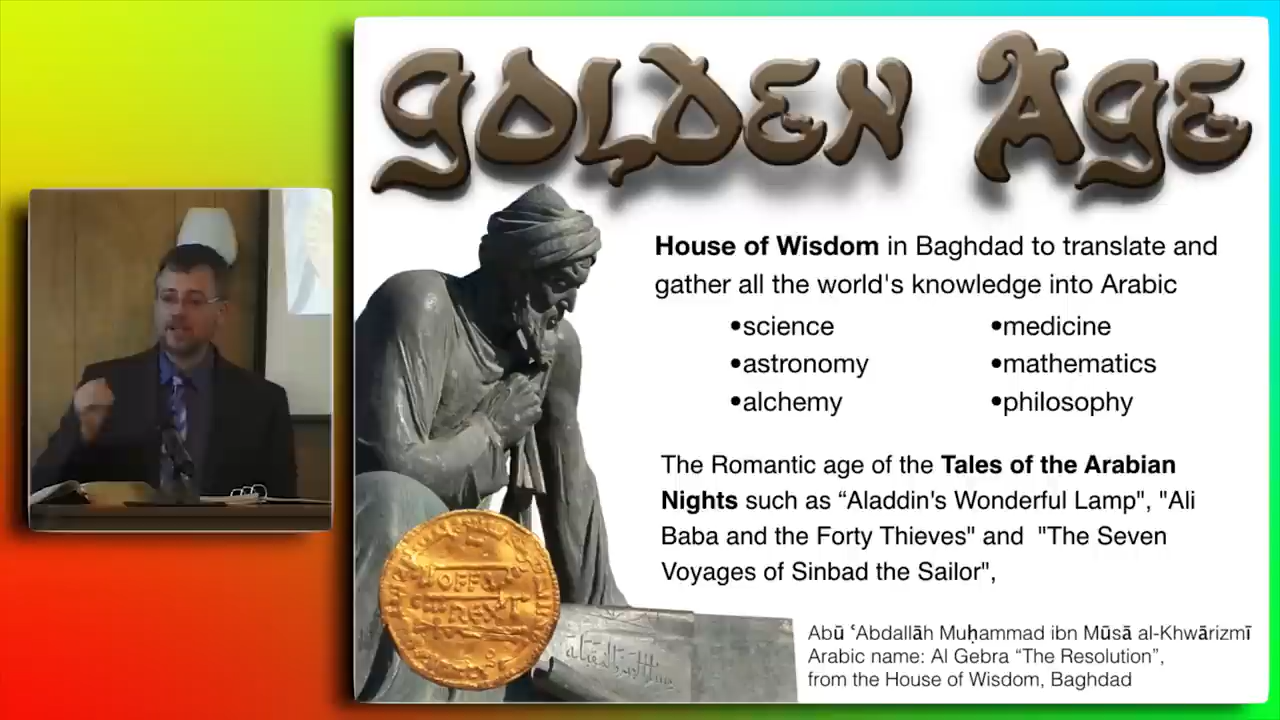 GOLDEN AGE
House of Wisdom in Baghdad to translate and
gather all the world's knowledge into Arabic
•science
•medicine
•astronomy
•mathematics
•alchemy
•philosophy
The Romantic age of the Tales of the Arabian
Nights such as “Aladdin's Wonderful Lamp", "Ali
Baba and the Forty Thieves" and "The Seven
Voyages of Sinbad the Sailor",
OFFA
REX
Abū ʿAbdallāh Muḥammad ibn Mūsā al-Khwārizmī
Arabic name: Al Gebra “The Resolution”,
from the House of Wisdom, Baghdad